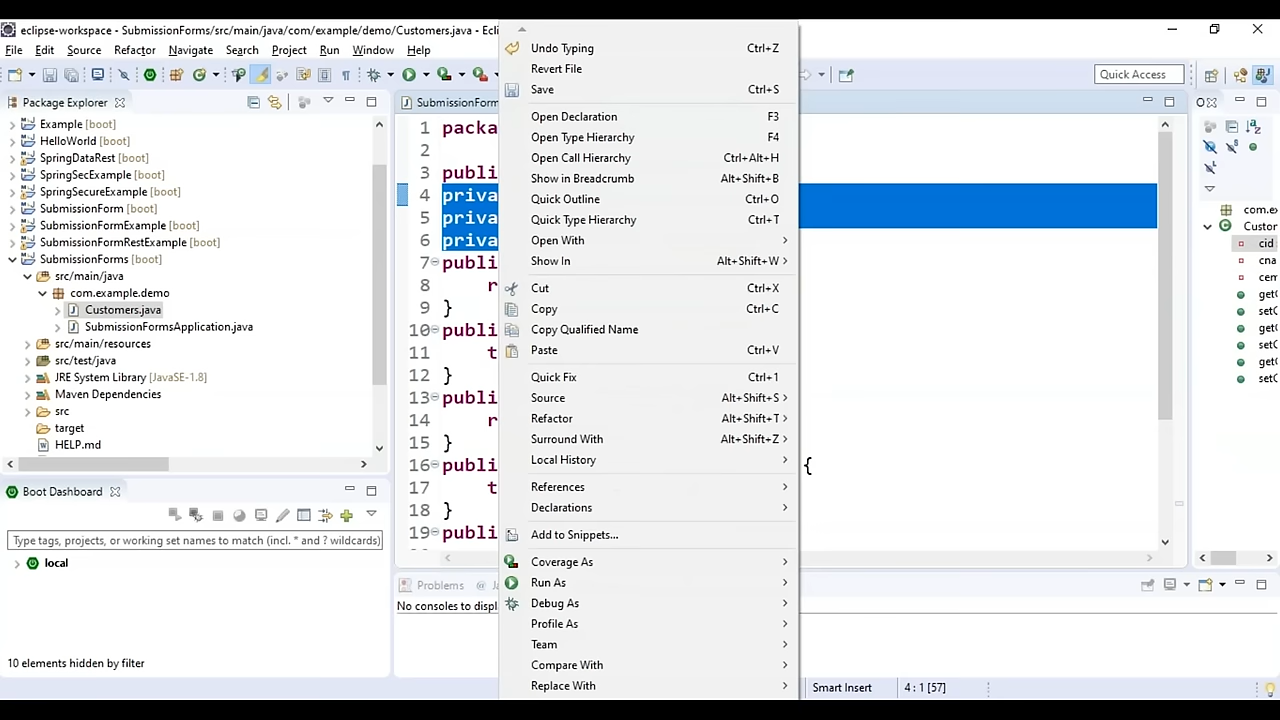 eclipse-workspace - SubmissionForms/src/main/java/com/example/demo/Customers.java - Ecli
File Edit Source Refactor Navigate Search Project Run Window Help
Quick Access
Package Explorer
Example [boot]
HelloWorld [boot]
SpringDataRest [boot]
SpringSecExample [boot]
SpringSecureExample [boot]
SubmissionForm [boot]
SubmissionFormExample [boot]
SubmissionFormRestExample [boot]
SubmissionForms [boot]
src/main/java
com.example.demo
Customers.java
SubmissionFormsApplication.java
src/main/resources
src/test/java
JRE System Library [JavaSE-1.8]
Maven Dependencies
src
target
HELP.md
Boot Dashboard
Type tags, projects, or working set names to match (incl. * and ? wildcards)
local
10 elements hidden by filter
SubmissionForm
1 packa
2
3 publi
4 priva
5 priva
6 priva
7 publi
8 r
9 }
10 publi
11 t
12 }
13 publi
14 r
15 }
16 publi {
17 t
18 }
19 publi
Undo Typing Ctrl+Z
Revert File
Save Ctrl+S
Open Declaration F3
Open Type Hierarchy F4
Open Call Hierarchy Ctrl+Alt+H
Show in Breadcrumb Alt+Shift+B
Quick Outline Ctrl+O
Quick Type Hierarchy Ctrl+T
Open With
Show In Alt+Shift+W
Cut Ctrl+X
Copy Ctrl+C
Copy Qualified Name
Paste Ctrl+V
Quick Fix Ctrl+1
Source Alt+Shift+S
Refactor Alt+Shift+T
Surround With Alt+Shift+Z
Local History
References
Declarations
Add to Snippets...
Coverage As
Run As
Debug As
Profile As
Team
Compare With
Replace With
com.e
Custor
cid
cna
cem
getC
setC
getC
setC
getC
setC
Problems @ Ja
No consoles to displ
Smart Insert 4 : 1 [57]